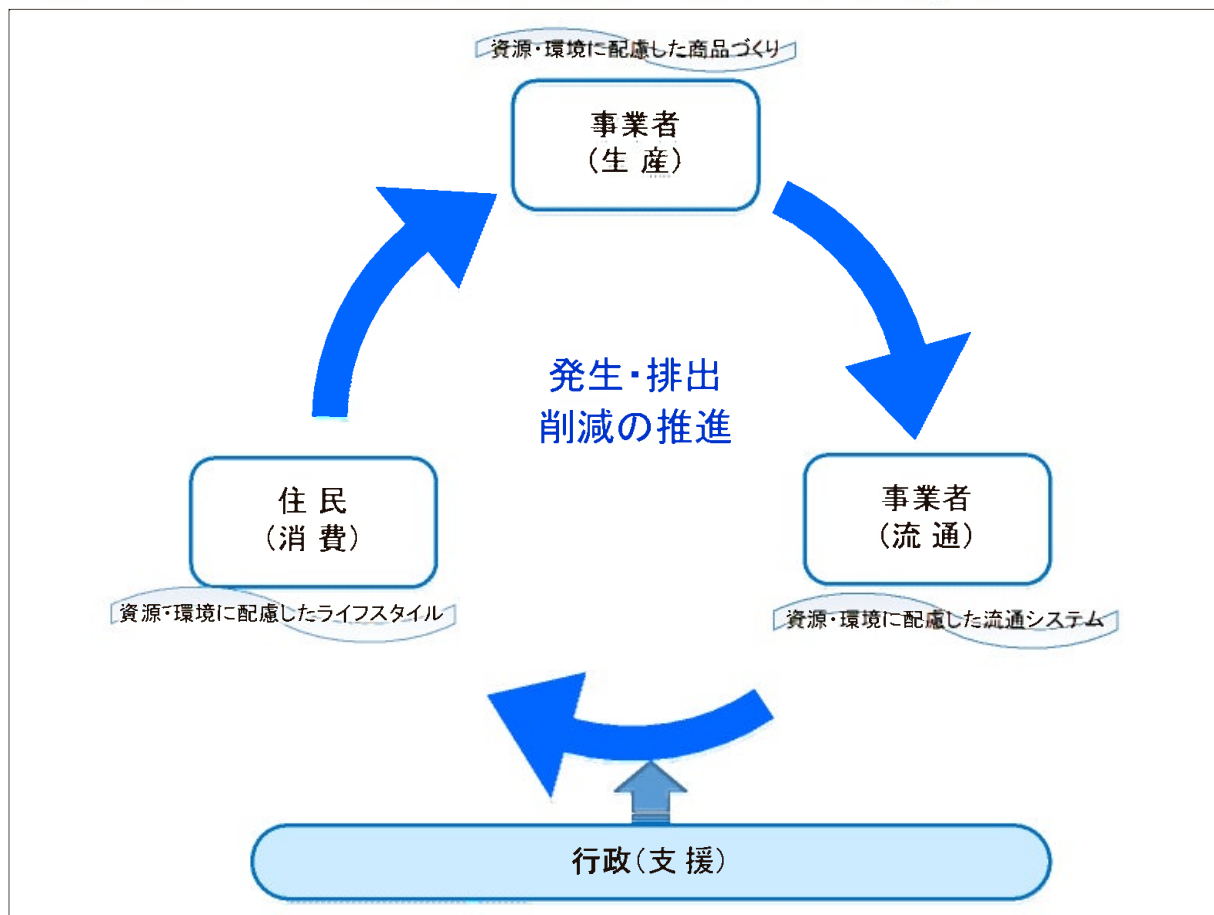 資源・環境に配慮した商品づくり
事業者
(生 産)
発生・排出
削減の推進
住 民
(消 費)
事業者
(流 通)
資源・環境に配慮したライフスタイル
資源・環境に配慮した流通システム
行政(支 援)